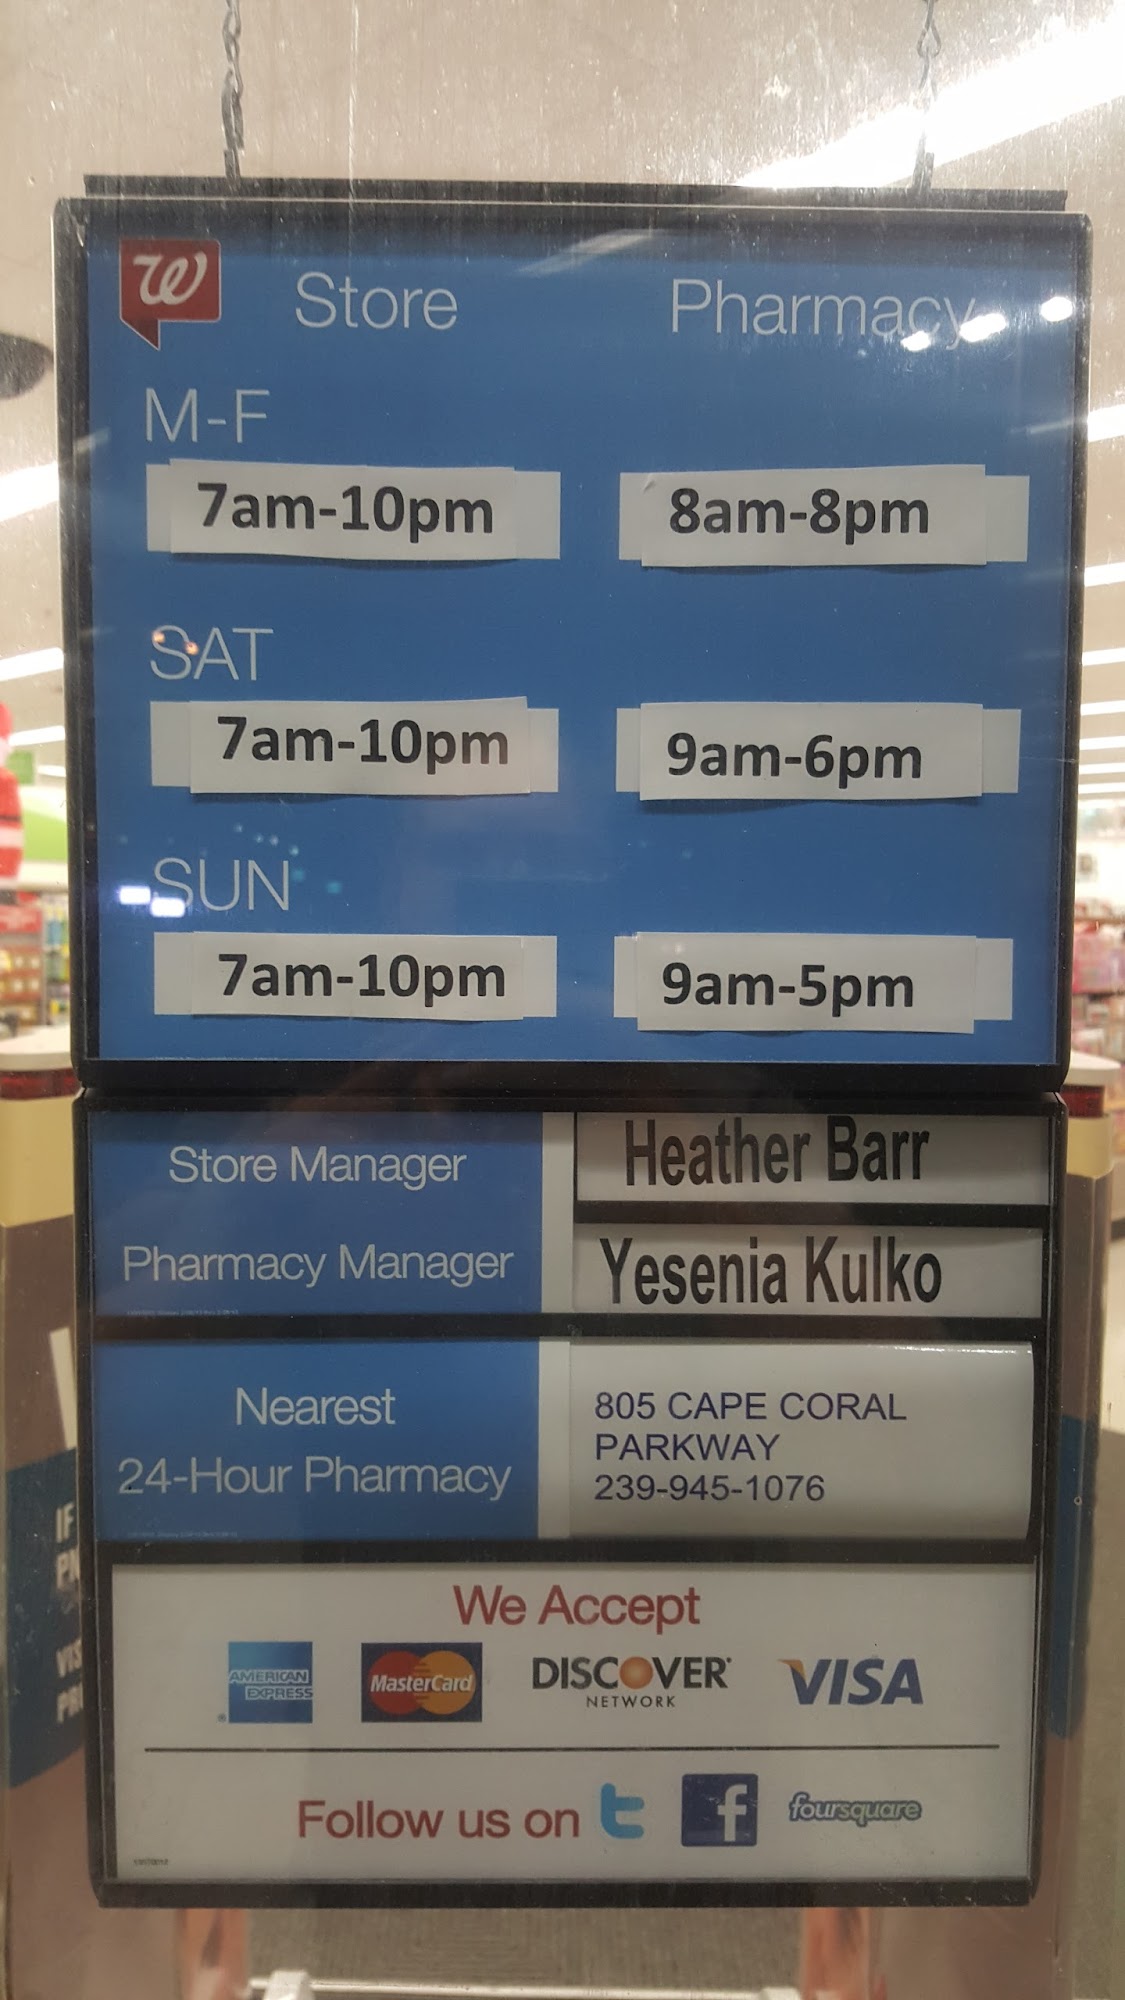 W
Store Pharmacy
M-F
7am-10pm 8am-8pm
SAT
7am-10pm 9am-6pm
SUN
7am-10pm 9am-5pm
Store Manager Heather Barr
Pharmacy Manager Yesenia Kulko
Nearest
24-Hour Pharmacy
805 CAPE CORAL
PARKWAY
239-945-1076
We Accept
AMERICAN
EXPRESS
MasterCard
DISCOVER
NETWORK
VISA
Follow us on t f foursquare
IF